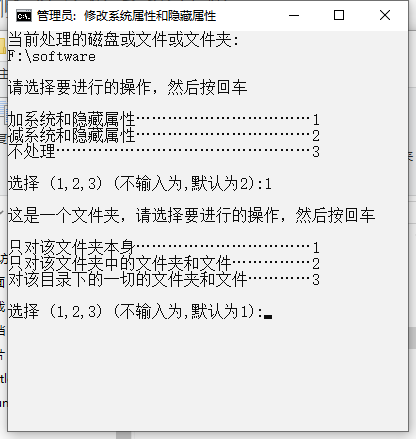 管理员: 修改系统属性和隐藏属性
当前处理的磁盘或文件或文件夹:
F:\software
请选择要进行的操作，然后按回车
加系统和隐藏属性……………………………1
减系统和隐藏属性……………………………2
不处理…………………………………………3
选择 (1,2,3) (不输入为,默认为2):1
这是一个文件夹，请选择要进行的操作，然后按回车
只对该文件夹本身……………………………1
只对该文件夹中的文件夹和文件……………2
对该目录下的一切的文件夹和文件…………3
选择 (1,2,3) (不输入为,默认为1):